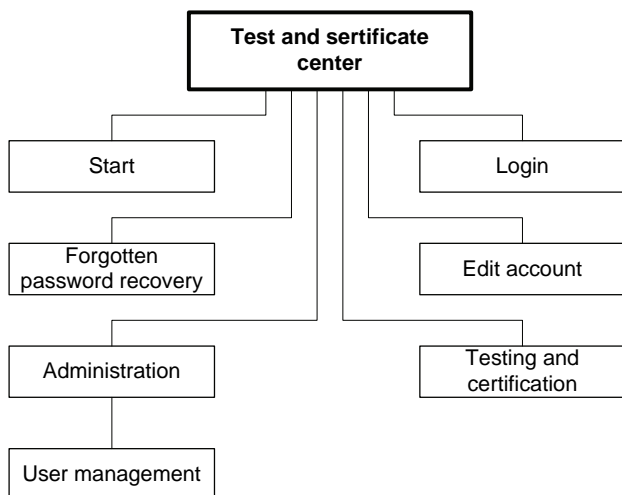 Test and sertificate
center
Start
Login
Forgotten
password recovery
Edit account
Administration
Testing and
certification
User management